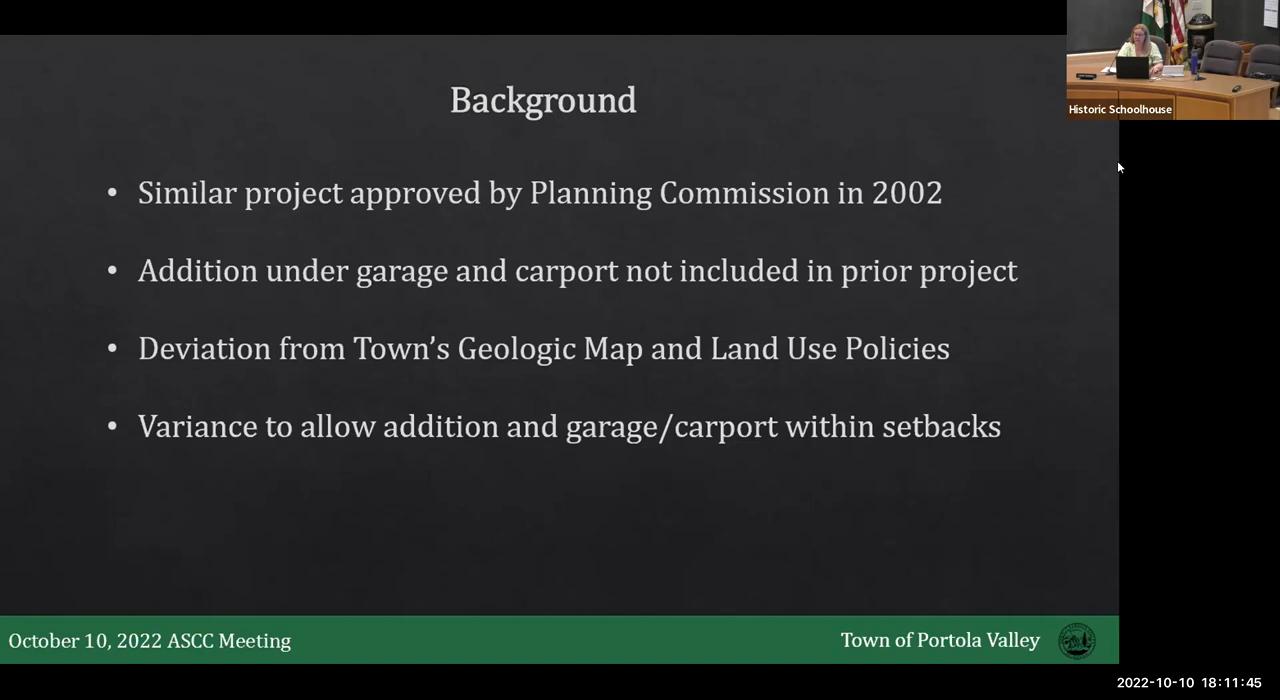 Background
• Similar project approved by Planning Commission in 2002
• Addition under garage and carport not included in prior project
• Deviation from Town's Geologic Map and Land Use Policies
• Variance to allow addition and garage/carport within setbacks
October 10, 2022 ASCC Meeting
Town of Portola Valley
Historic Schoolhouse
2022-10-10 18:11:45